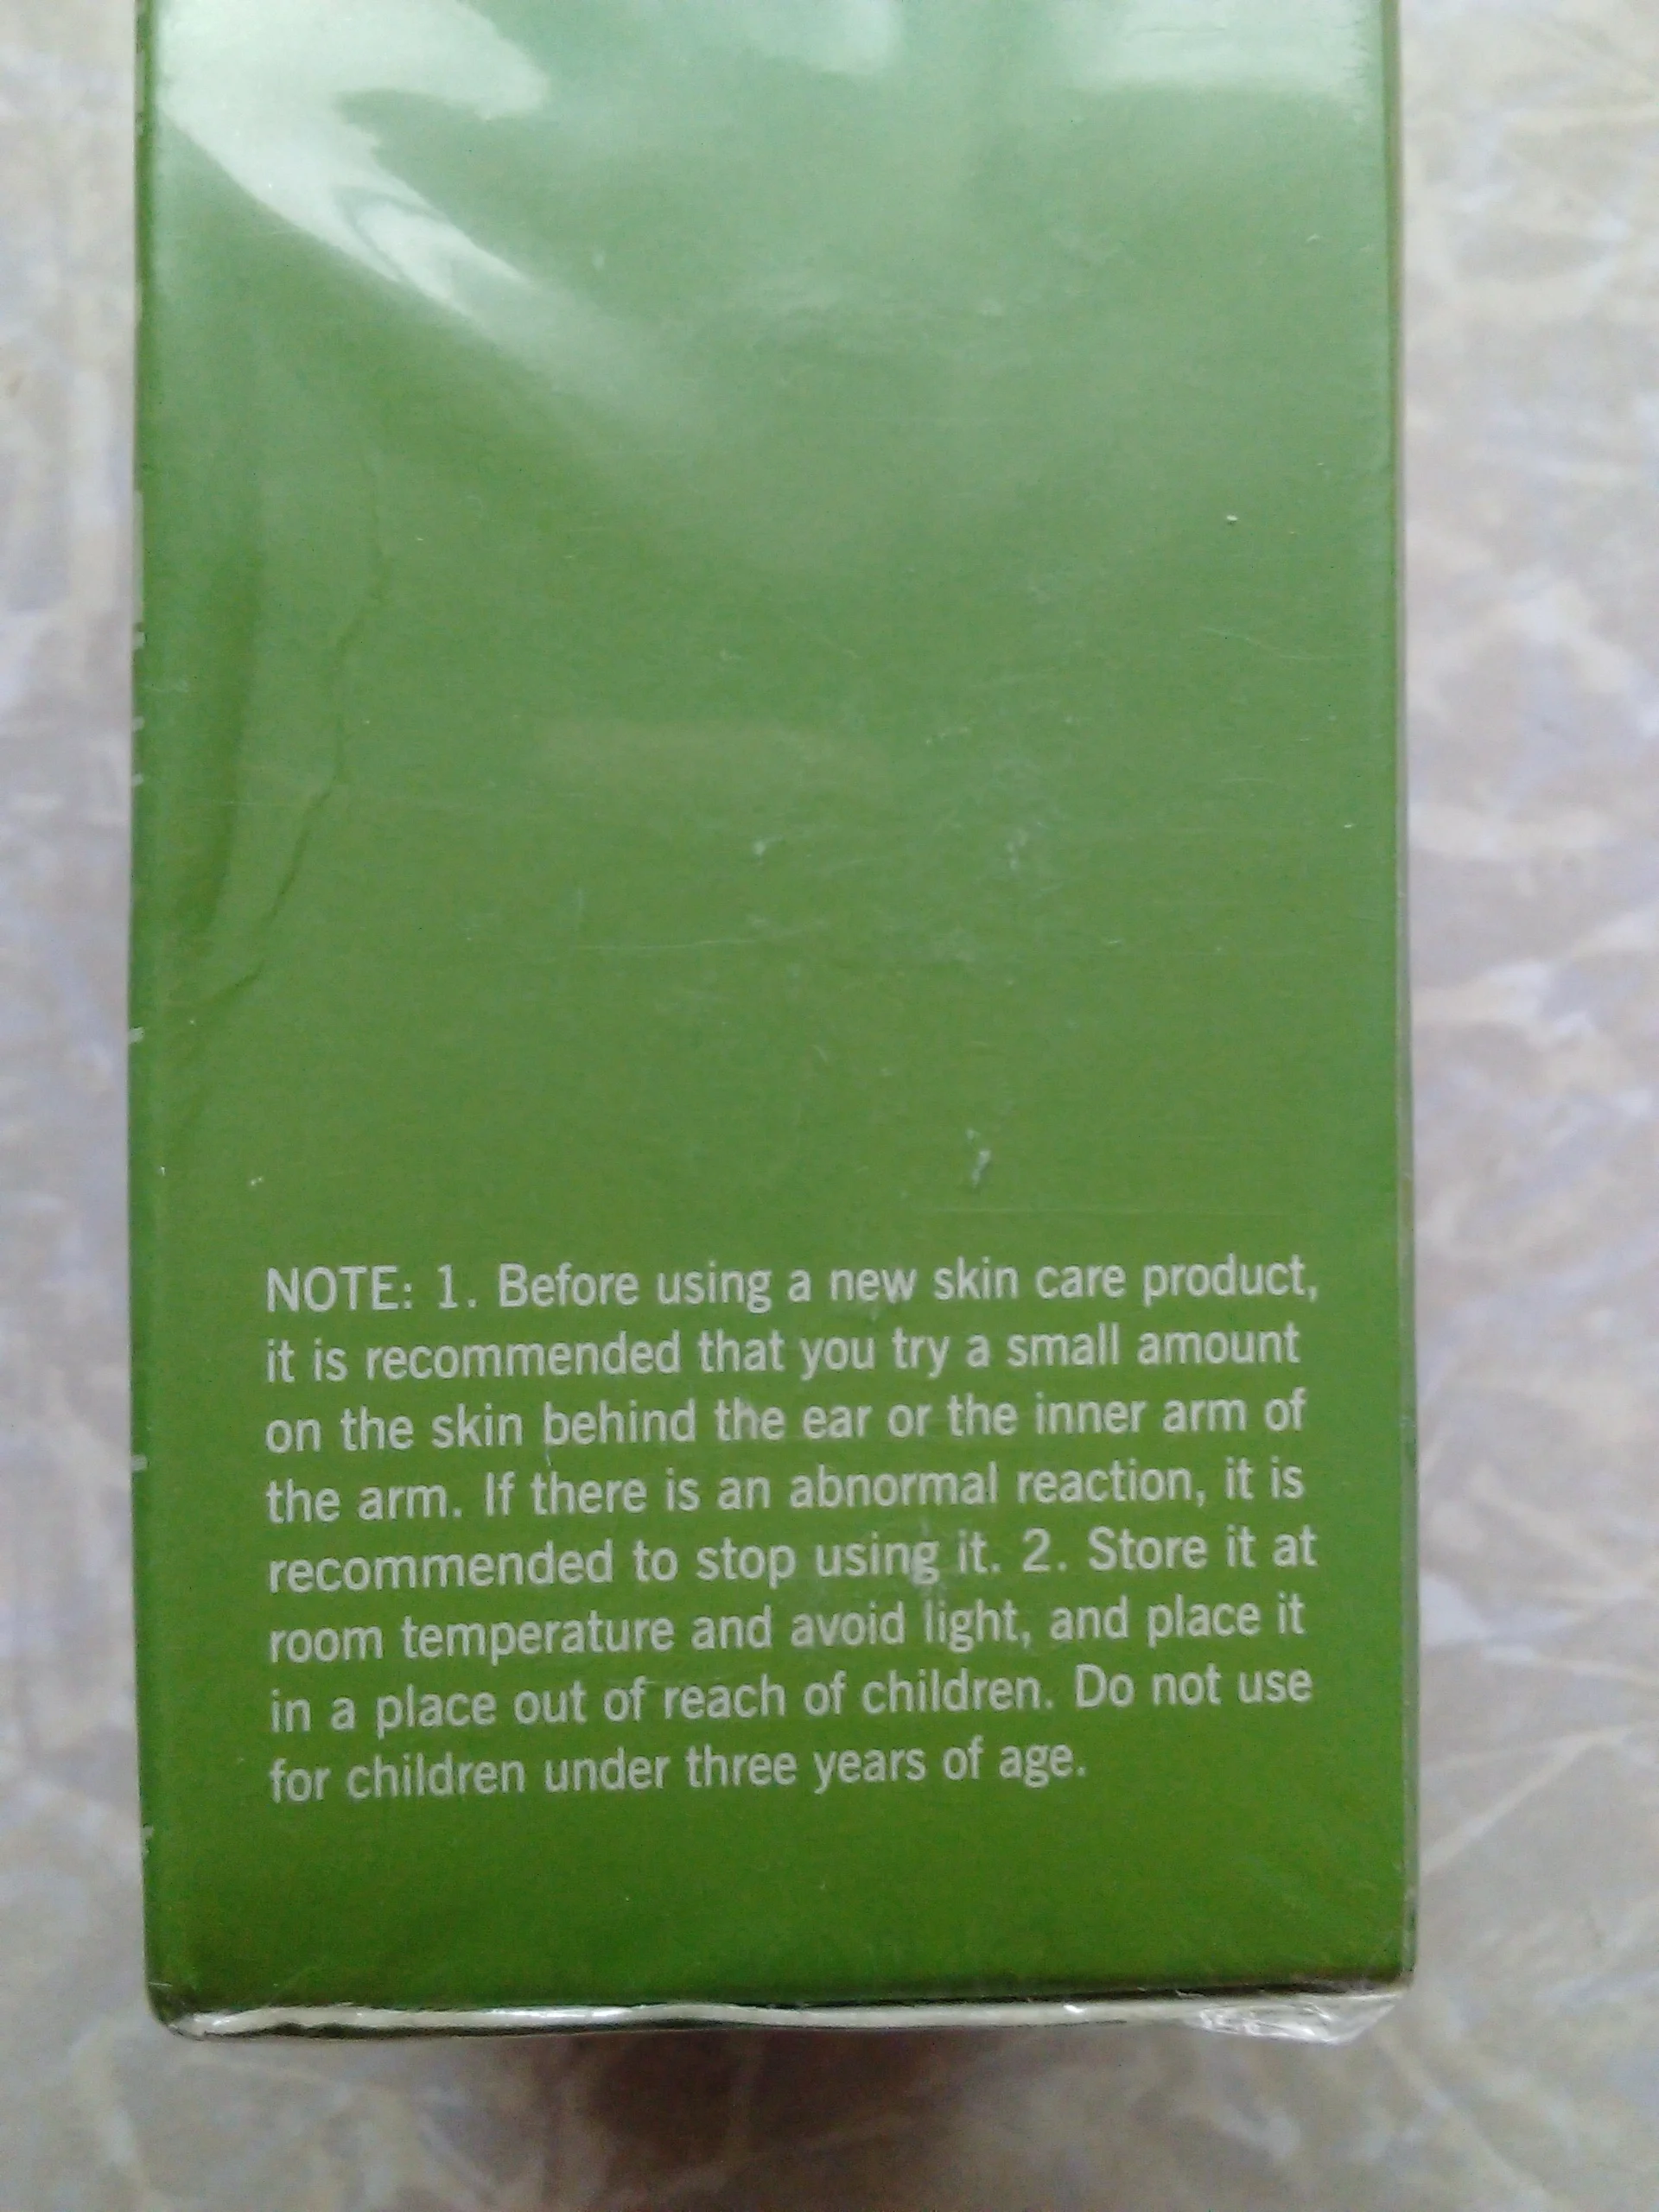 NOTE: 1. Before using a new skin care product,
it is recommended that you try a small amount
on the skin behind the ear or the inner arm of
the arm. If there is an abnormal reaction, it is
recommended to stop using it. 2. Store it at
room temperature and avoid light, and place it
in a place out of reach of children. Do not use
for children under three years of age.